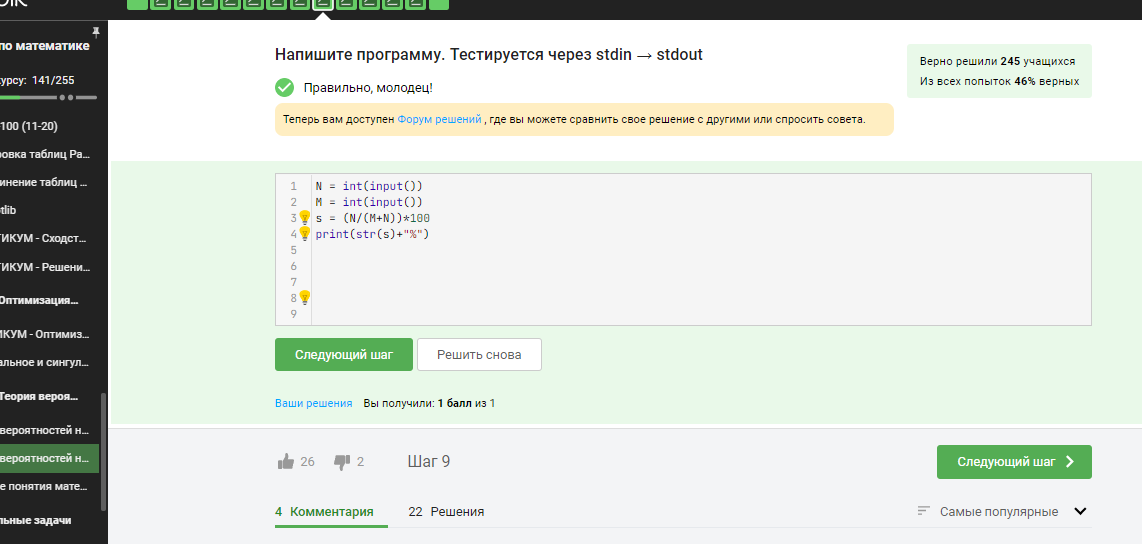 по математике
курсу: 141/255
100 (11-20)
ровка таблиц Pa...
инение таблиц ...
tlib
ТИКУМ - Сходст...
ТИКУМ - Решени...
Оптимизация...
ИКУМ - Оптимиз...
альное и сингул...
Теория вероя...
вероятностей н...
вероятностей н...
е понятия мате...
льные задачи
Напишите программу. Тестируется через stdin → stdout
Правильно, молодец!
Теперь вам доступен Форум решений , где вы можете сравнить свое решение с другими или спросить совета.
Верно решили 245 учащихся
Из всех попыток 46% верных
1 N = int(input())
2 M = int(input())
3 s = (N/(M+N))*100
4 print(str(s)+"%")
5
6
7
8
9
Следующий шаг Решить снова
Ваши решения Вы получили: 1 балл из 1
26 2 Шаг 9 Следующий шаг
4 Комментария 22 Решения Самые популярные